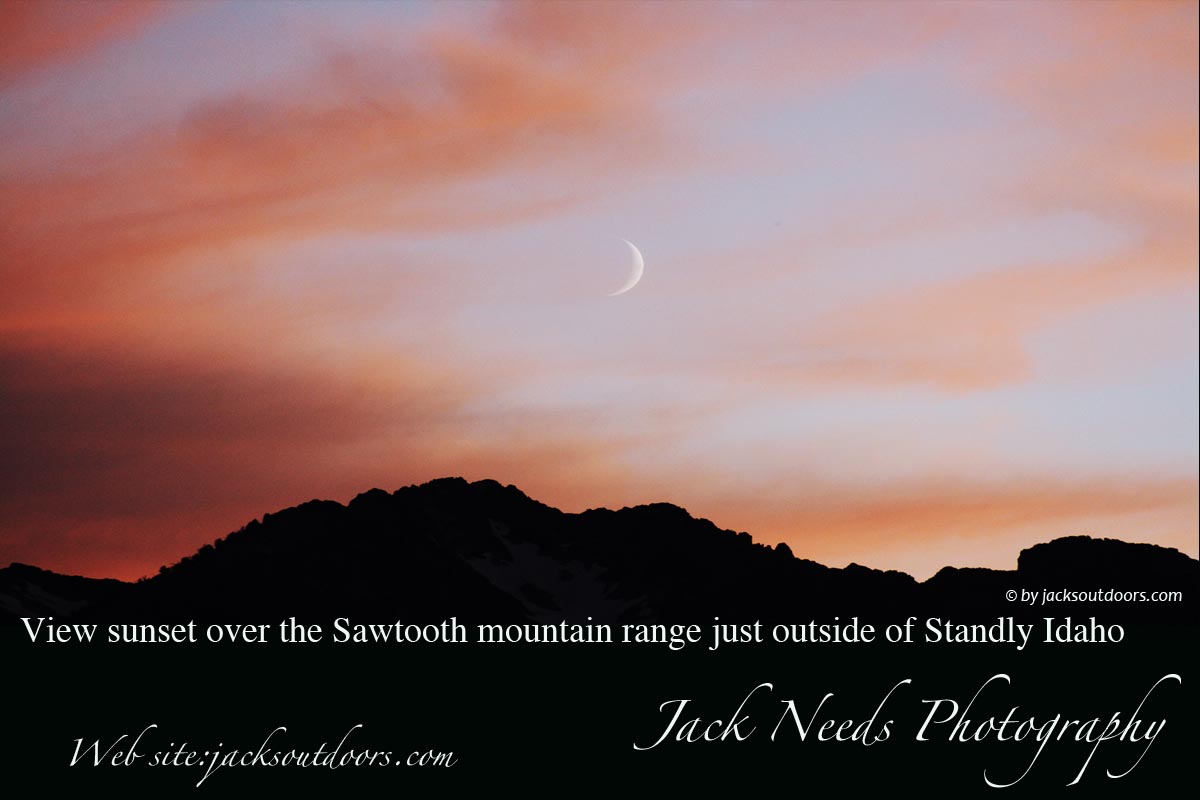 © by jacksoutdoors.com
View sunset over the Sawtooth mountain range just outside of Standly Idaho
Jack Needs Photography
Web site:jacksoutdoors.com